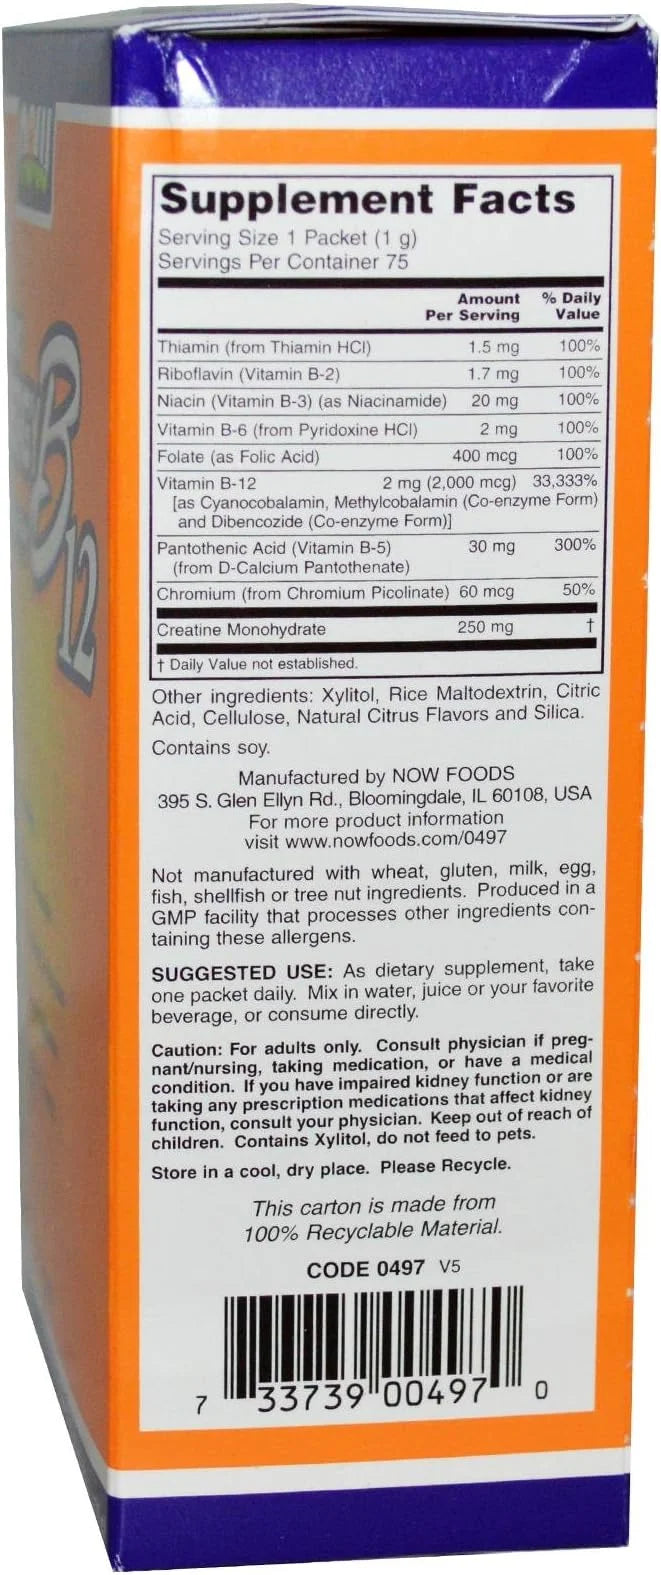 Supplement Facts
Serving Size 1 Packet (1 g)
Servings Per Container 75
Amount Per Serving % Daily Value
Thiamin (from Thiamin HCl) 1.5 mg 100%
Riboflavin (Vitamin B-2) 1.7 mg 100%
Niacin (Vitamin B-3) (as Niacinamide) 20 mg 100%
Vitamin B-6 (from Pyridoxine HCl) 2 mg 100%
Folate (as Folic Acid) 400 mcg 100%
Vitamin B-12 2 mg (2,000 mcg) 33,333%
[as Cyanocobalamin, Methylcobalamin (Co-enzyme Form)
and Dibencozide (Co-enzyme Form)]
Pantothenic Acid (Vitamin B-5) 30 mg 300%
(from D-Calcium Pantothenate)
Chromium (from Chromium Picolinate) 60 mcg 50%
Creatine Monohydrate 250 mg †
† Daily Value not established.
Other ingredients: Xylitol, Rice Maltodextrin, Citric
Acid, Cellulose, Natural Citrus Flavors and Silica.
Contains soy.
Manufactured by NOW FOODS
395 S. Glen Ellyn Rd., Bloomingdale, IL 60108, USA
For more product information
visit www.nowfoods.com/0497
Not manufactured with wheat, gluten, milk, egg,
fish, shellfish or tree nut ingredients. Produced in a
GMP facility that processes other ingredients con-
taining these allergens.
SUGGESTED USE: As dietary supplement, take
one packet daily. Mix in water, juice or your favorite
beverage, or consume directly.
Caution: For adults only. Consult physician if preg-
nant/nursing, taking medication, or have a medical
condition. If you have impaired kidney function or are
taking any prescription medications that affect kidney
function, consult your physician. Keep out of reach of
children. Contains Xylitol, do not feed to pets.
Store in a cool, dry place. Please Recycle.
This carton is made from
100% Recyclable Material.
CODE 0497 V5
7 33739 00497 0
B12